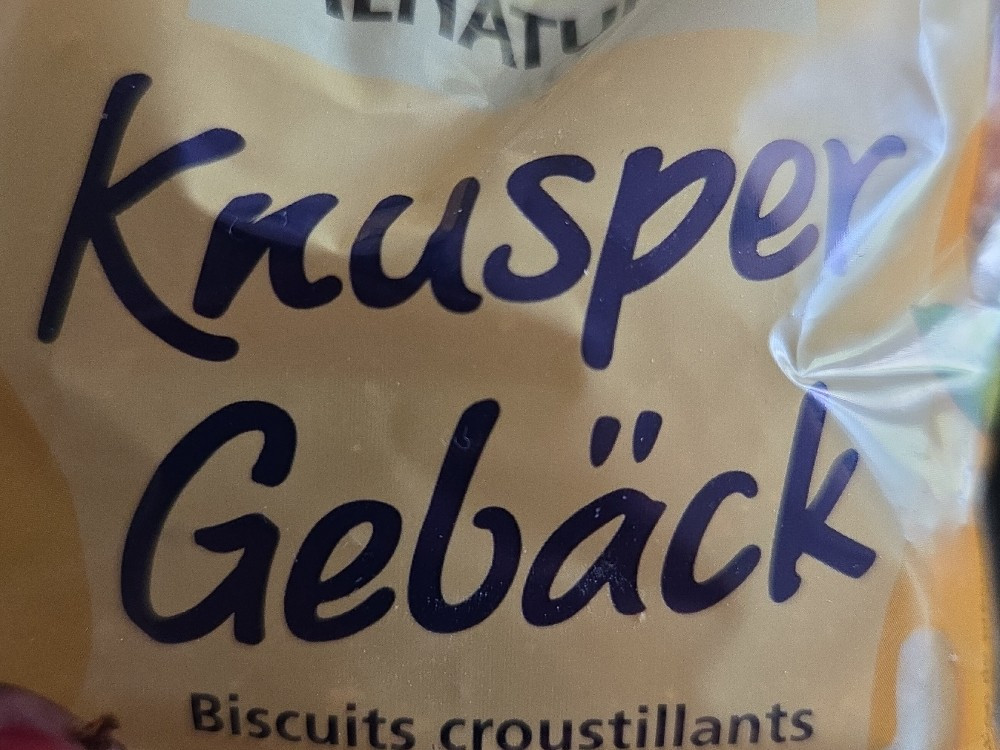 Knusper
Gebäck
Biscuits croustillants